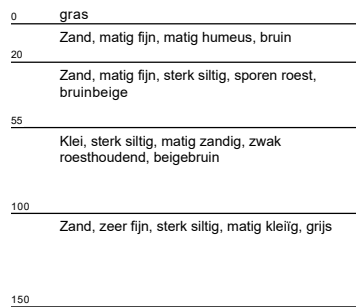 0 gras
Zand, matig fijn, matig humeus, bruin
20
Zand, matig fijn, sterk siltig, sporen roest,
bruinbeige
55
Klei, sterk siltig, matig zandig, zwak
roesthoudend, beigebruin
100
Zand, zeer fijn, sterk siltig, matig kleiïg, grijs
150